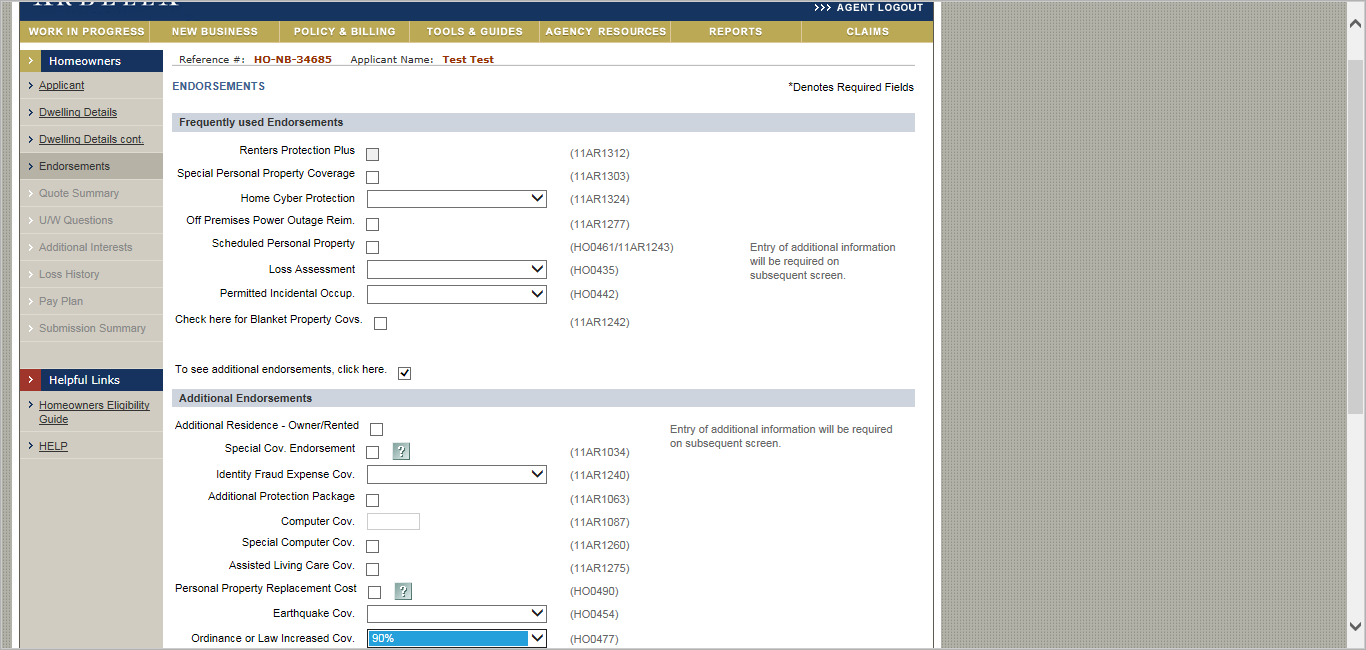 >>> AGENT LOGOUT
WORK IN PROGRESS NEW BUSINESS POLICY & BILLING TOOLS & GUIDES AGENCY RESOURCES REPORTS CLAIMS
Homeowners
Applicant
Dwelling Details
Dwelling Details cont.
Endorsements
Quote Summary
U/W Questions
Additional Interests
Loss History
Pay Plan
Submission Summary
Helpful Links
Homeowners Eligibility
Guide
HELP
Reference #: HO-NB-34685 Applicant Name: Test Test
ENDORSEMENTS
*Denotes Required Fields
Frequently used Endorsements
Renters Protection Plus (11AR1312)
Special Personal Property Coverage (11AR1303)
Home Cyber Protection (11AR1324)
Off Premises Power Outage Reim. (11AR1277)
Scheduled Personal Property (HO0461/11AR1243)
Entry of additional information
will be required on
subsequent screen.
Loss Assessment (HO0435)
Permitted Incidental Occup. (HO0442)
Check here for Blanket Property Covs. (11AR1242)
To see additional endorsements, click here.
Additional Endorsements
Additional Residence - Owner/Rented
Entry of additional information will be required
on subsequent screen.
Special Cov. Endorsement ? (11AR1034)
Identity Fraud Expense Cov. (11AR1240)
Additional Protection Package (11AR1063)
Computer Cov. (11AR1087)
Special Computer Cov. (11AR1260)
Assisted Living Care Cov. (11AR1275)
Personal Property Replacement Cost ? (HO0490)
Earthquake Cov. (HO0454)
Ordinance or Law Increased Cov. 90% (HO0477)